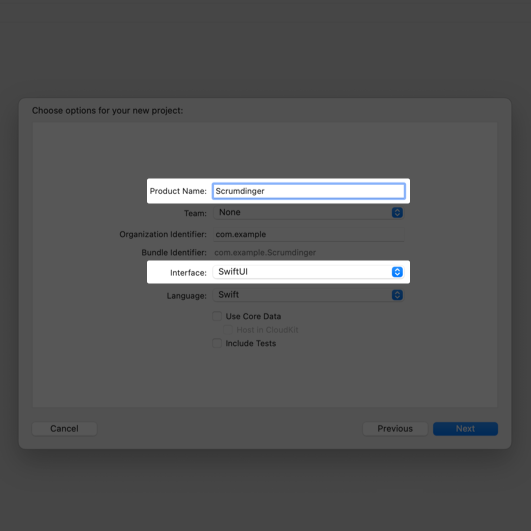 Choose options for your new project:
Product Name: Scrumdinger
Team: None
Organization Identifier: com.example
Bundle Identifier: com.example.Scrumdinger
Interface: SwiftUI
Language: Swift
Use Core Data
Host in CloudKit
Include Tests
Cancel Previous Next